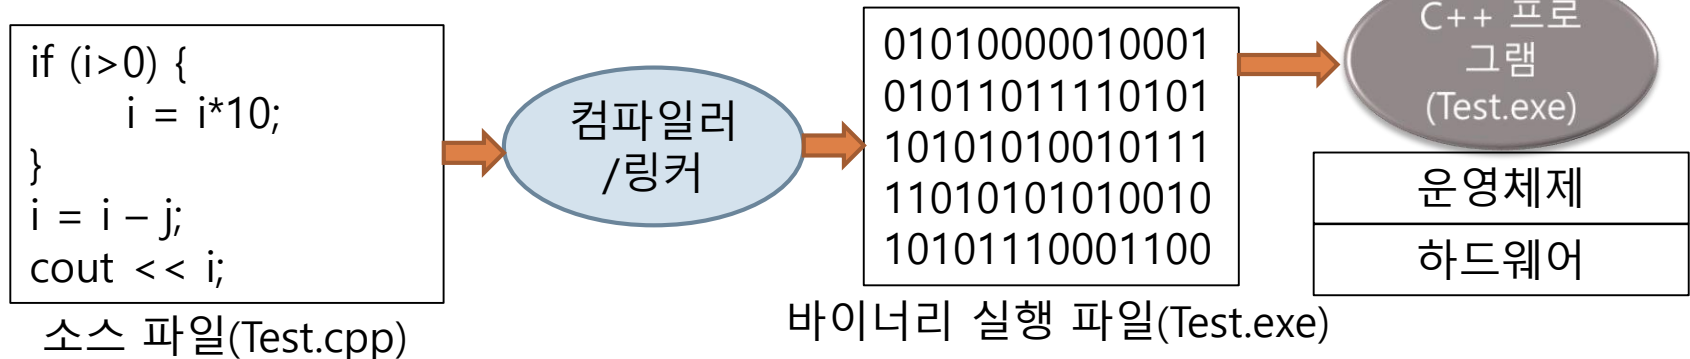 if (i>0) {
i = i*10;
}
i = i – j;
cout << i;
소스 파일(Test.cpp)
컴파일러
/링커
01010000010001
01011011110101
10101010010111
11010101010010
10101110001100
바이너리 실행 파일(Test.exe)
C++ 프로
그램
(Test.exe)
운영체제
하드웨어